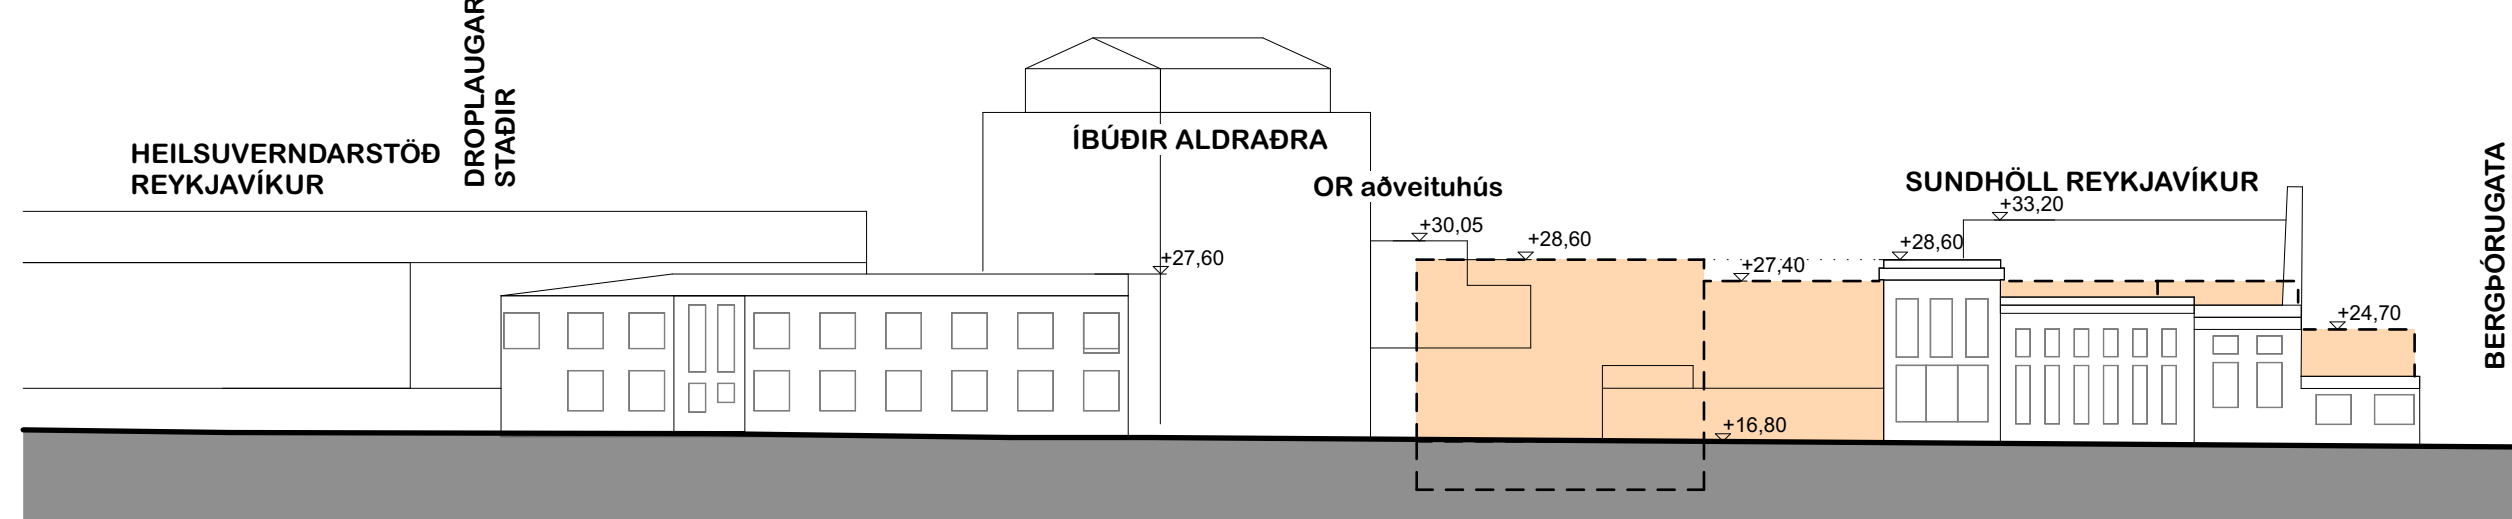 HEILSUVERNDARSTÖÐ
REYKJAVÍKUR
DROPLAUGAR
STAÐIR
ÍBÚÐIR ALDRAÐRA
+27,60
OR aðveituhús
+30,05
+28,60
+27,40
+16,80
SUNDHÖLL REYKJAVÍKUR
+33,20
+28,60
+24,70
BERGÞÓRUGATA